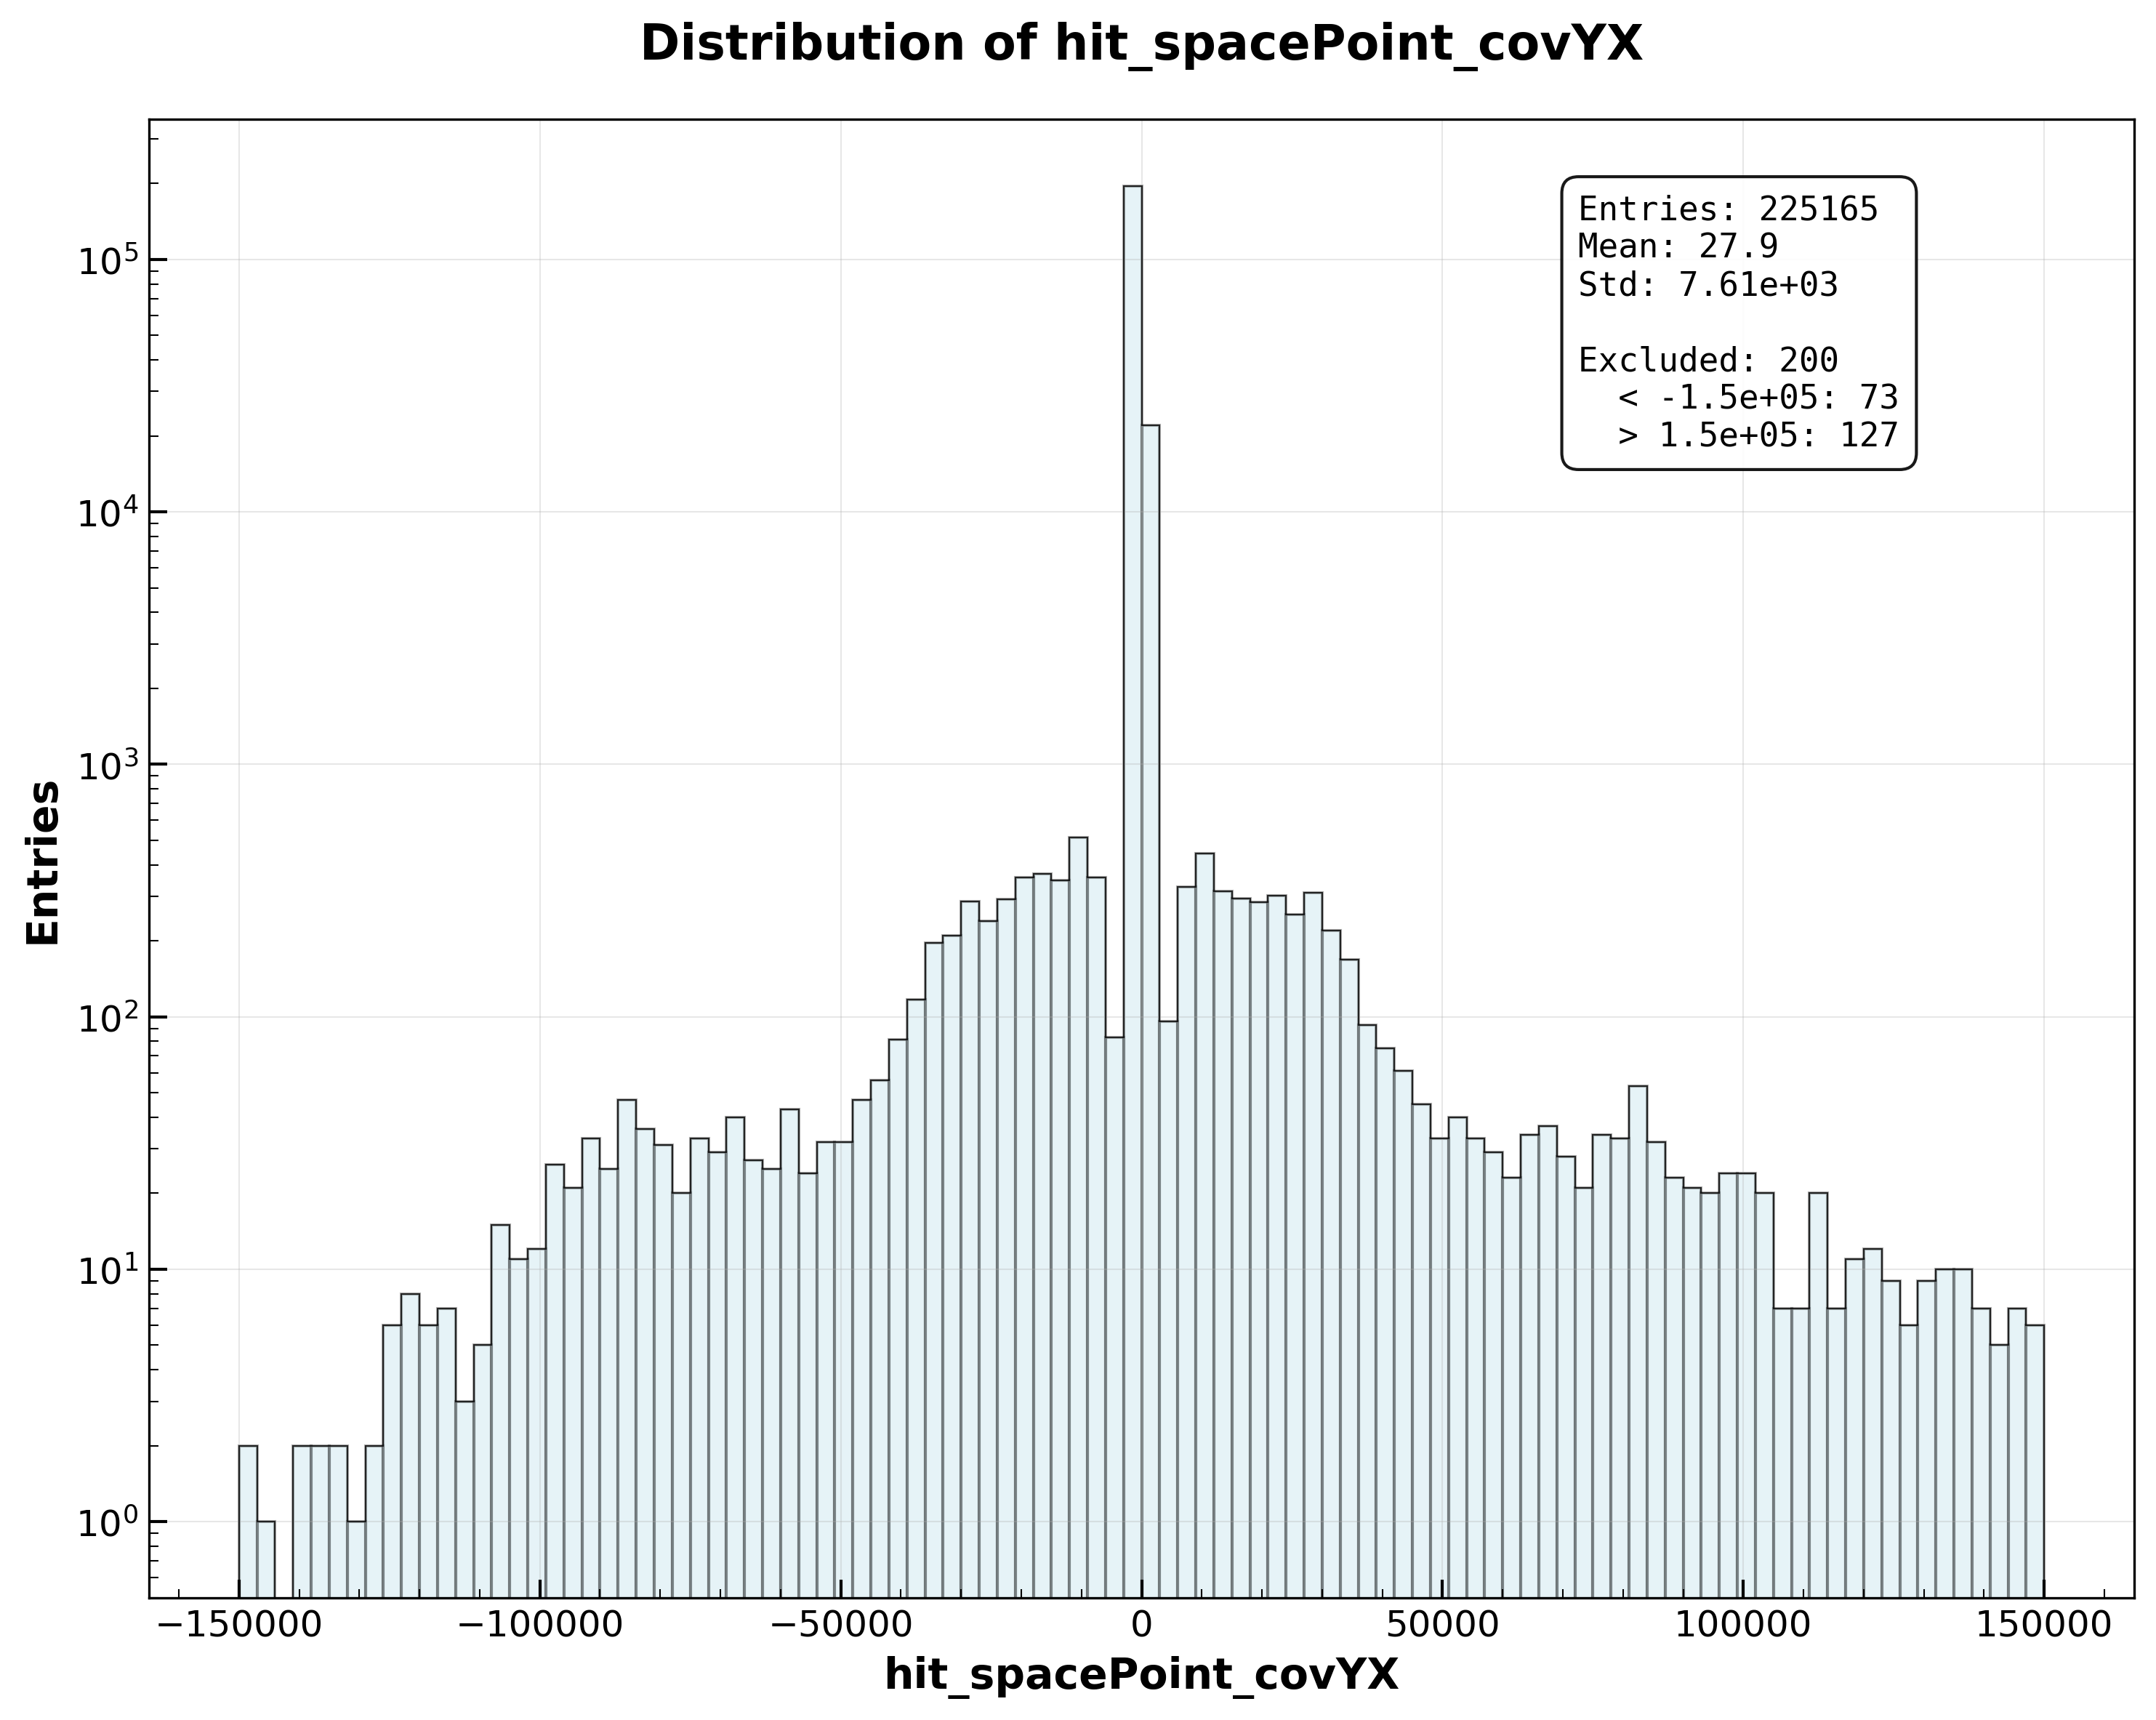 Distribution of hit_spacePoint_covYX
Entries: 225165
Mean: 27.9
Std: 7.61e+03
Excluded: 200
< -1.5e+05: 73
> 1.5e+05: 127
Entries
10⁵
10⁴
10³
10²
10¹
10⁰
−150000 −100000 −50000 0 50000 100000 150000
hit_spacePoint_covYX